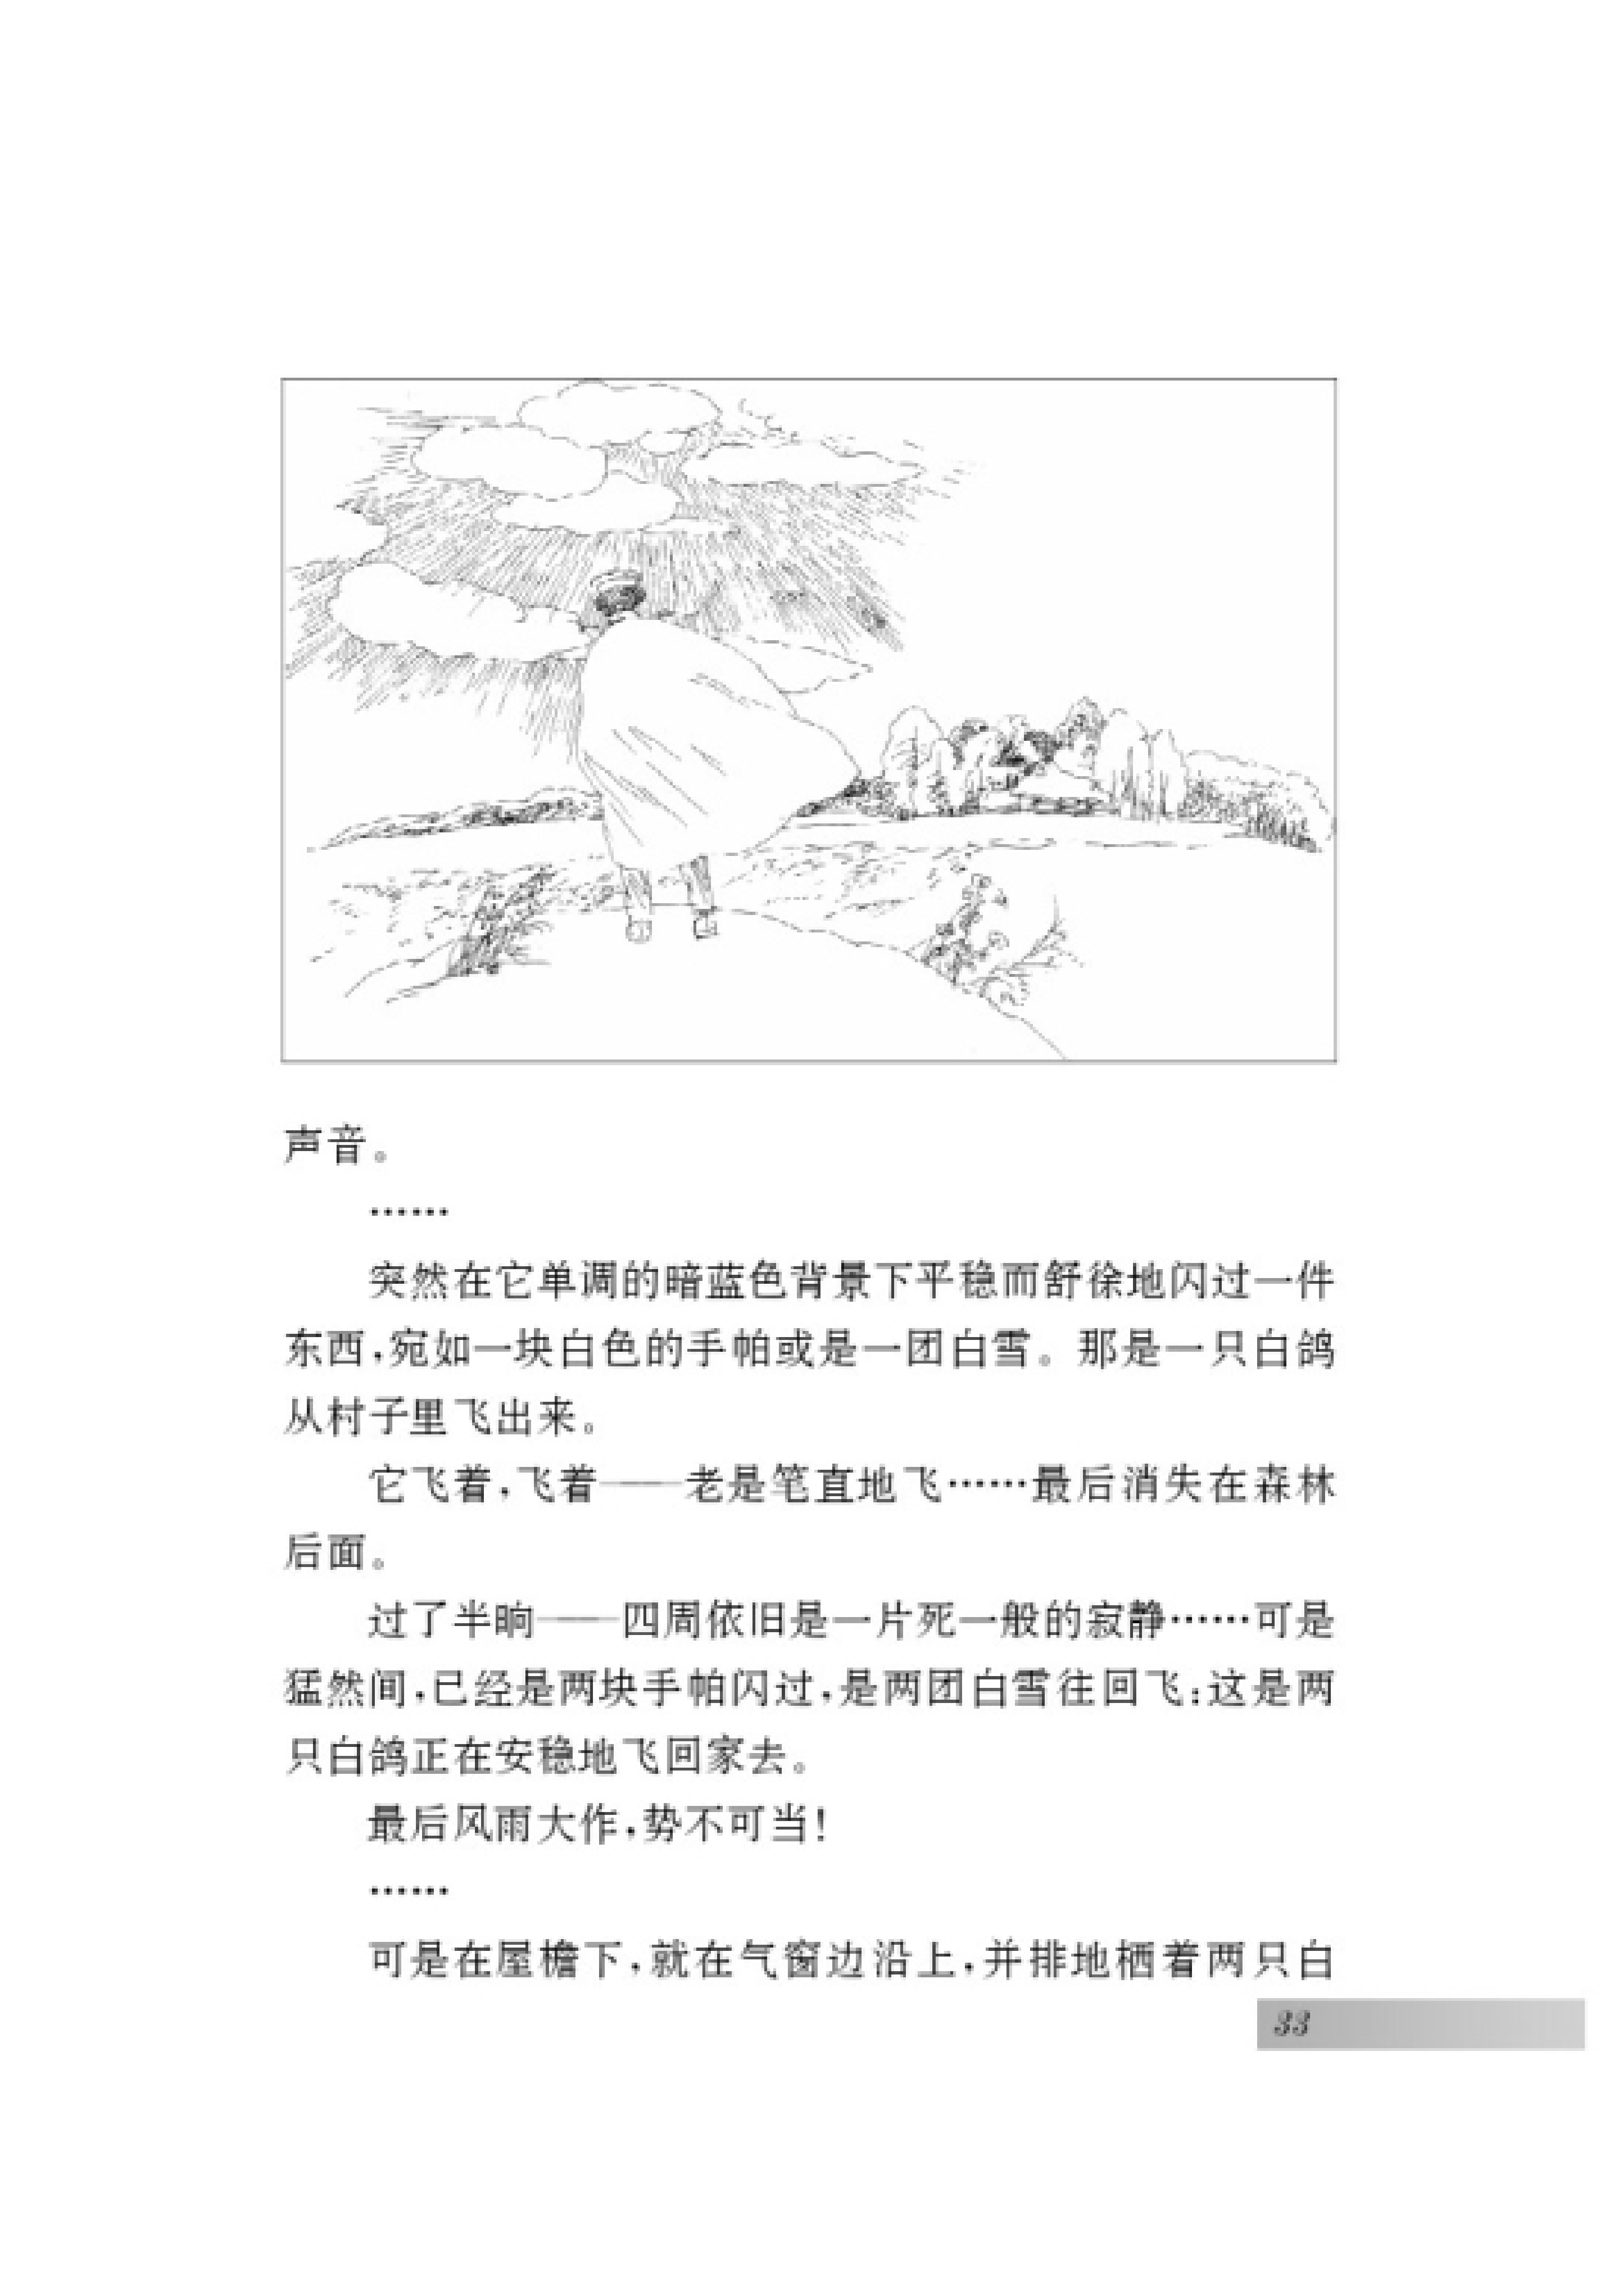 声音。
……
突然在它单调的暗蓝色背景下平稳而舒徐地闪过一件
东西，宛如一块白色的手帕或是一团白雪。那是一只白鸽
从村子里飞出来。
它飞着，飞着——老是笔直地飞……最后消失在森林
后面。
过了半晌——四周依旧是一片死一般的寂静……可是
猛然间，已经是两块手帕闪过，是两团白雪往回飞；这是两
只白鸽正在安稳地飞回家去。
最后风雨大作，势不可当！
……
可是在屋檐下，就在气窗边沿上，并排地栖着两只白
33